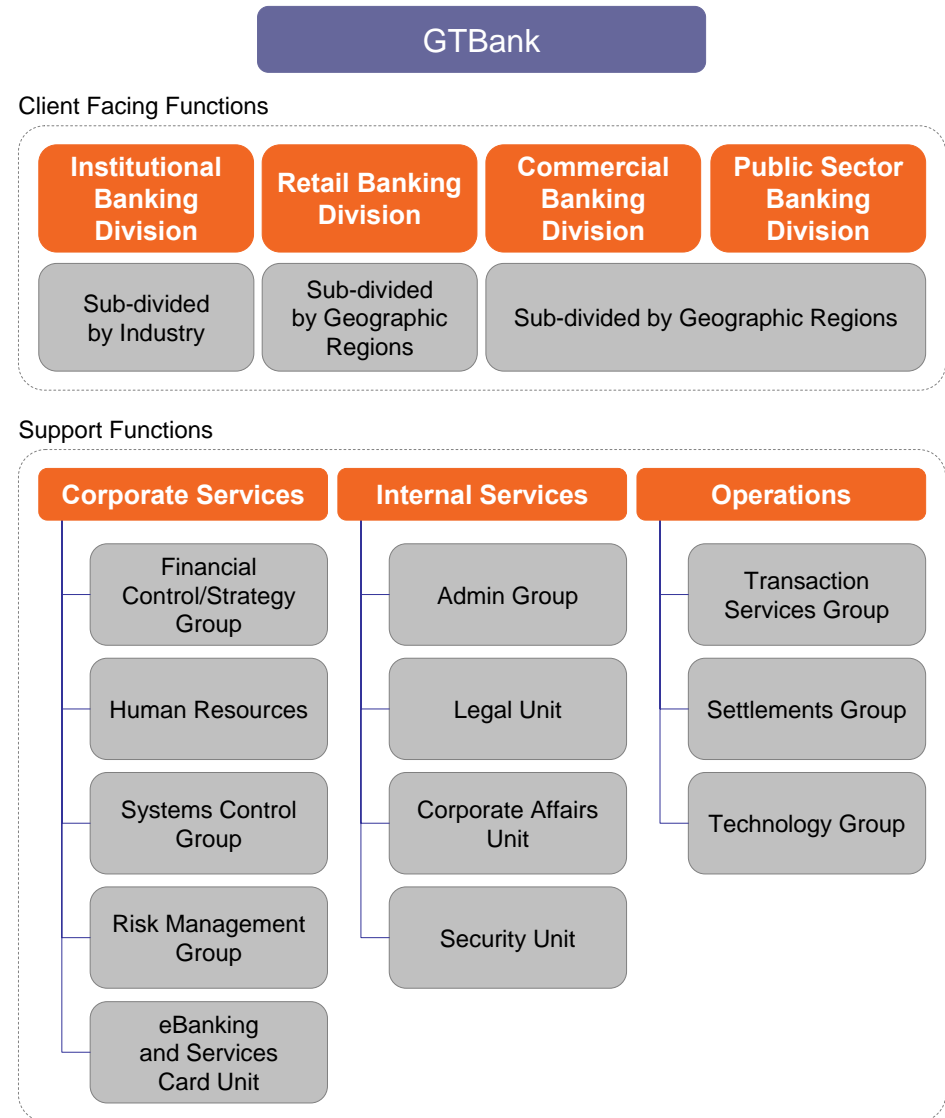 GTBank
Client Facing Functions
Institutional
Banking
Division
Retail Banking
Division
Commercial
Banking
Division
Public Sector
Banking
Division
Sub-divided
by Industry
Sub-divided
by Geographic
Regions
Sub-divided by Geographic Regions
Support Functions
Corporate Services
Financial
Control/Strategy
Group
Human Resources
Systems Control
Group
Risk Management
Group
eBanking
and Services
Card Unit
Internal Services
Admin Group
Legal Unit
Corporate Affairs
Unit
Security Unit
Operations
Transaction
Services Group
Settlements Group
Technology Group